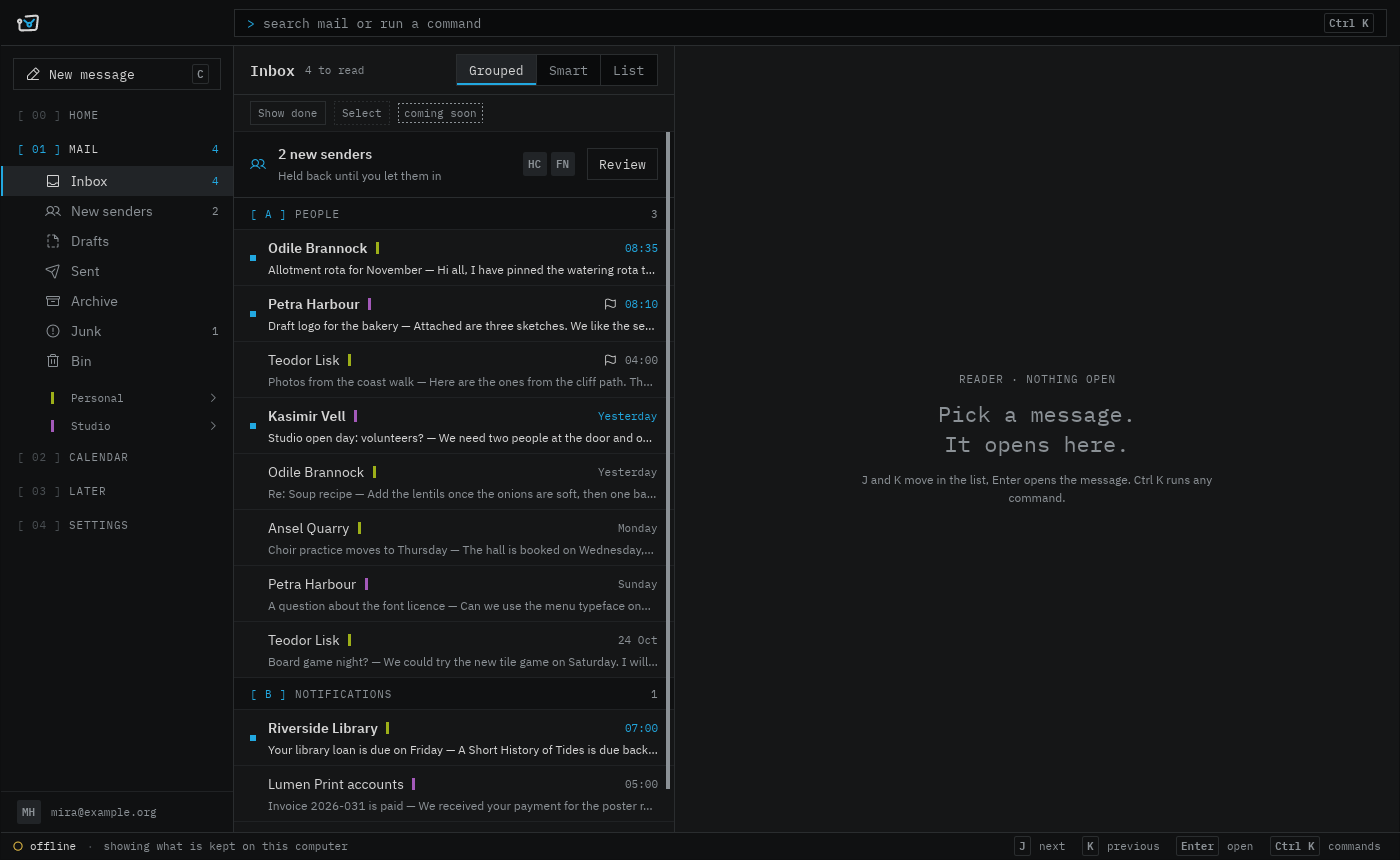 > search mail or run a command
Ctrl K
New message
C
[ 00 ] HOME
[ 01 ] MAIL 4
Inbox 4
New senders 2
Drafts
Sent
Archive
Junk 1
Bin
Personal
Studio
[ 02 ] CALENDAR
[ 03 ] LATER
[ 04 ] SETTINGS
MH mira@example.org
Inbox 4 to read
Grouped Smart List
Show done Select coming soon
2 new senders
Held back until you let them in
HC FN Review
[ A ] PEOPLE 3
Odile Brannock 08:35
Allotment rota for November — Hi all, I have pinned the watering rota t…
Petra Harbour 08:10
Draft logo for the bakery — Attached are three sketches. We like the se…
Teodor Lisk 04:00
Photos from the coast walk — Here are the ones from the cliff path. Th…
Kasimir Vell Yesterday
Studio open day: volunteers? — We need two people at the door and o…
Odile Brannock Yesterday
Re: Soup recipe — Add the lentils once the onions are soft, then one ba…
Ansel Quarry Monday
Choir practice moves to Thursday — The hall is booked on Wednesday,…
Petra Harbour Sunday
A question about the font licence — Can we use the menu typeface on…
Teodor Lisk 24 Oct
Board game night? — We could try the new tile game on Saturday. I will…
[ B ] NOTIFICATIONS 1
Riverside Library 07:00
Your library loan is due on Friday — A Short History of Tides is due back…
Lumen Print accounts 05:00
Invoice 2026-031 is paid — We received your payment for the poster r…
READER · NOTHING OPEN
Pick a message.
It opens here.
J and K move in the list, Enter opens the message. Ctrl K runs any
command.
offline · showing what is kept on this computer
J next K previous Enter open Ctrl K commands